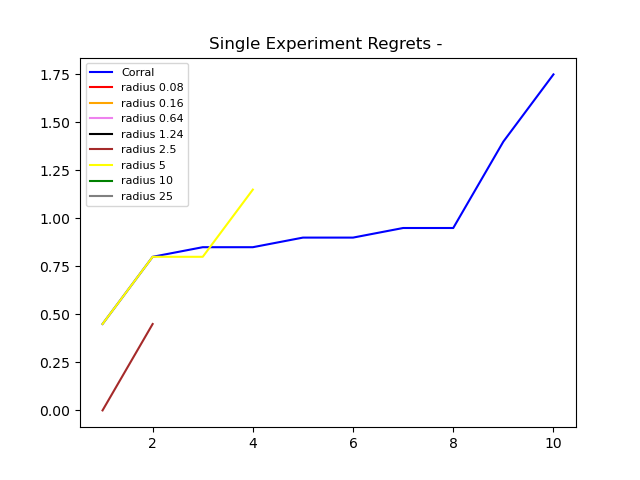 Single Experiment Regrets -
1.75
1.50
1.25
1.00
0.75
0.50
0.25
0.00
Corral
radius 0.08
radius 0.16
radius 0.64
radius 1.24
radius 2.5
radius 5
radius 10
radius 25
2 4 6 8 10